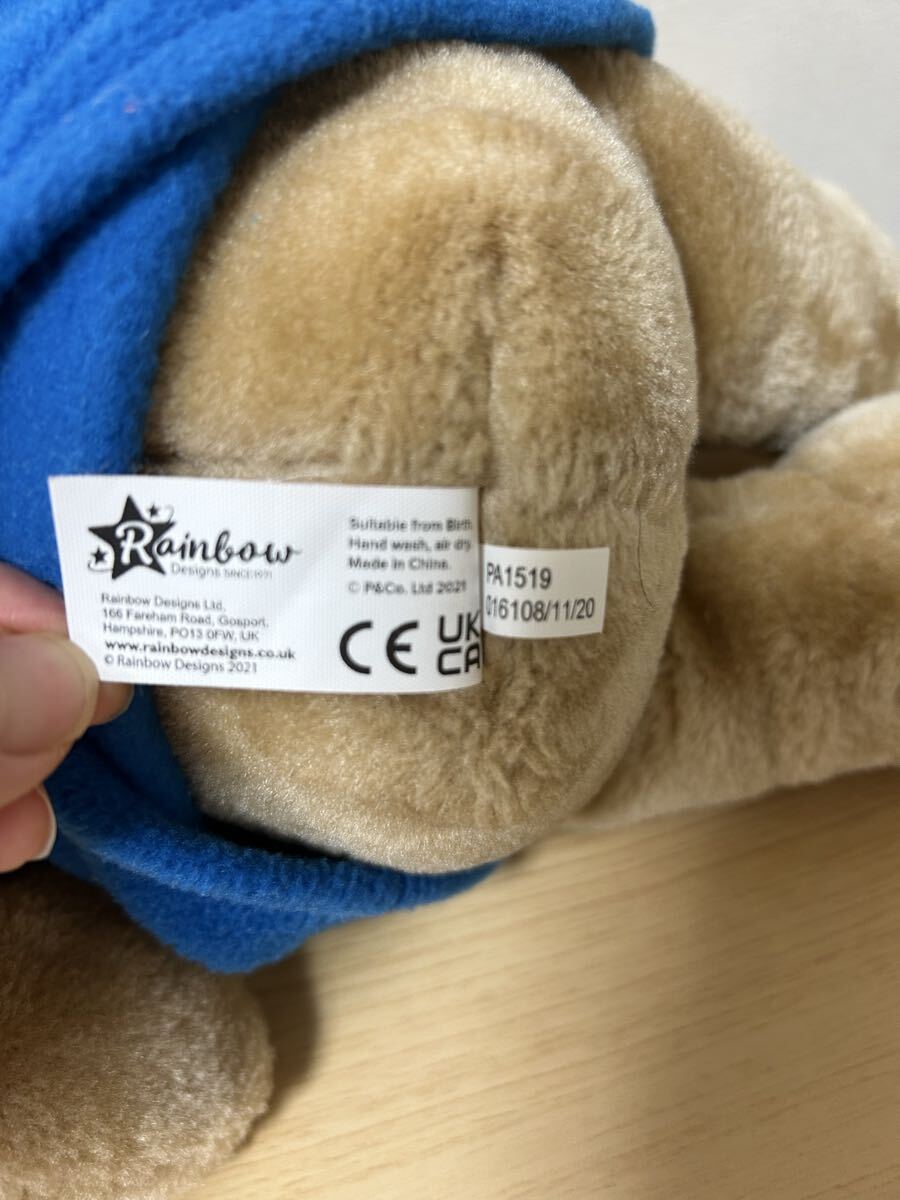 Rainbow
Designs SINCE 1971
Rainbow Designs Ltd.
166 Fareham Road, Gosport,
Hampshire, PO13 0FW, UK
www.rainbowdesigns.co.uk
© Rainbow Designs 2021
Suitable from Birth.
Hand wash, air dry.
Made in China.
© P&Co. Ltd 2021
CE
UK
CA
PA1519
016108/11/20